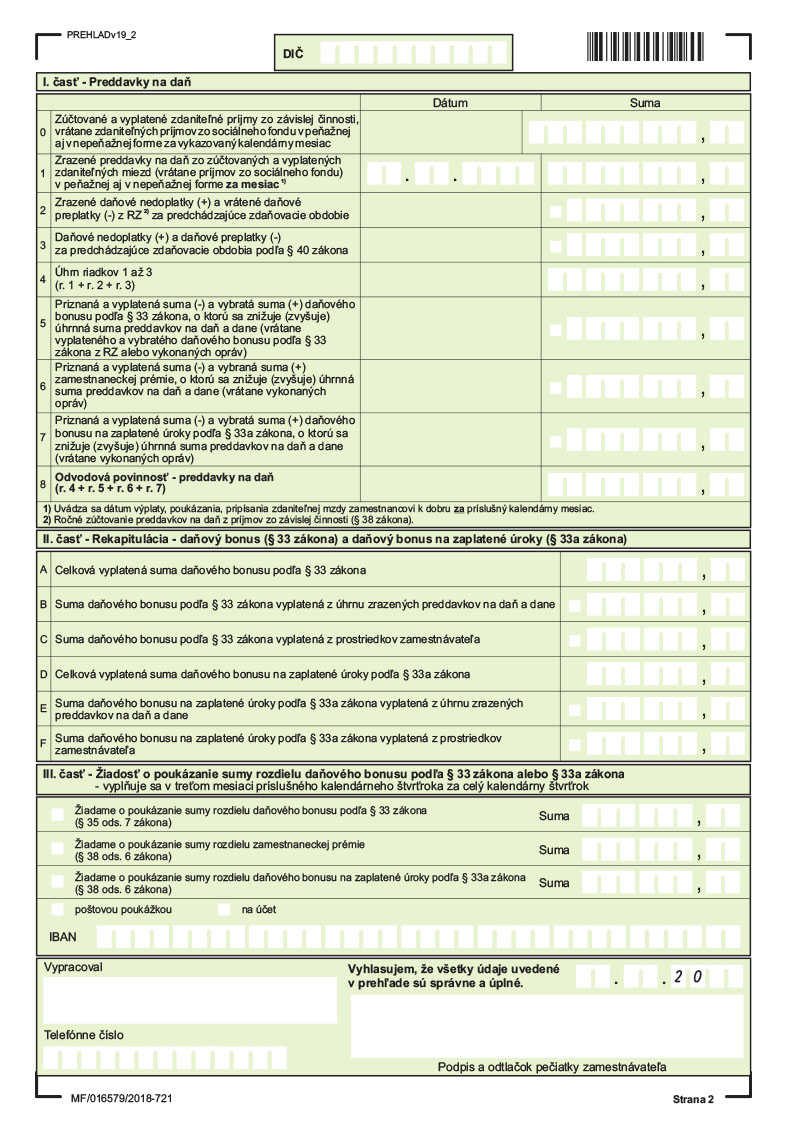 PREHLADv19_2
DIČ
I. časť - Preddavky na daň
Dátum Suma
0 Zúčtované a vyplatené zdaniteľné príjmy zo závislej činnosti,
vrátane zdaniteľných príjmov zo sociálneho fondu v peňažnej
aj v nepeňažnej forme za vykazovaný kalendárny mesiac
,
1 Zrazené preddavky na daň zo zúčtovaných a vyplatených
zdaniteľných miezd (vrátane príjmov zo sociálneho fondu)
v peňažnej aj v nepeňažnej forme za mesiac 1)
. . ,
2 Zrazené daňové nedoplatky (+) a vrátené daňové
preplatky (-) z RZ 2) za predchádzajúce zdaňovacie obdobie
,
3 Daňové nedoplatky (+) a daňové preplatky (-)
za predchádzajúce zdaňovacie obdobia podľa § 40 zákona
,
4 Úhrn riadkov 1 až 3
(r. 1 + r. 2 + r. 3)
,
5 Priznaná a vyplatená suma (-) a vybratá suma (+) daňového
bonusu podľa § 33 zákona, o ktorú sa znižuje (zvyšuje)
úhrnná suma preddavkov na daň a dane (vrátane
vyplateného a vybratého daňového bonusu podľa § 33
zákona z RZ alebo vykonaných opráv)
,
6 Priznaná a vyplatená suma (-) a vybraná suma (+)
zamestnaneckej prémie, o ktorú sa znižuje (zvyšuje) úhrnná
suma preddavkov na daň a dane (vrátane vykonaných
opráv)
,
7 Priznaná a vyplatená suma (-) a vybratá suma (+) daňového
bonusu na zaplatené úroky podľa § 33a zákona, o ktorú sa
znižuje (zvyšuje) úhrnná suma preddavkov na daň a dane
(vrátane vykonaných opráv)
,
8 Odvodová povinnosť - preddavky na daň
(r. 4 + r. 5 + r. 6 + r. 7)
,
1) Uvádza sa dátum výplaty, poukázania, pripísania zdaniteľnej mzdy zamestnancovi k dobru za príslušný kalendárny mesiac.
2) Ročné zúčtovanie preddavkov na daň z príjmov zo závislej činnosti (§ 38 zákona).
II. časť - Rekapitulácia - daňový bonus (§ 33 zákona) a daňový bonus na zaplatené úroky (§ 33a zákona)
A Celková vyplatená suma daňového bonusu podľa § 33 zákona ,
B Suma daňového bonusu podľa § 33 zákona vyplatená z úhrnu zrazených preddavkov na daň a dane ,
C Suma daňového bonusu podľa § 33 zákona vyplatená z prostriedkov zamestnávateľa ,
D Celková vyplatená suma daňového bonusu na zaplatené úroky podľa § 33a zákona ,
E Suma daňového bonusu na zaplatené úroky podľa § 33a zákona vyplatená z úhrnu zrazených
preddavkov na daň a dane
,
F Suma daňového bonusu na zaplatené úroky podľa § 33a zákona vyplatená z prostriedkov
zamestnávateľa
,
III. časť - Žiadosť o poukázanie sumy rozdielu daňového bonusu podľa § 33 zákona alebo § 33a zákona
- vyplňuje sa v treťom mesiaci príslušného kalendárneho štvrťroka za celý kalendárny štvrťrok
Žiadame o poukázanie sumy rozdielu daňového bonusu podľa § 33 zákona
(§ 35 ods. 7 zákona)
Suma ,
Žiadame o poukázanie sumy rozdielu zamestnaneckej prémie
(§ 38 ods. 6 zákona)
Suma ,
Žiadame o poukázanie sumy rozdielu daňového bonusu na zaplatené úroky podľa § 33a zákona
(§ 38 ods. 6 zákona)
Suma ,
poštovou poukážkou na účet
IBAN
Vypracoval
Vyhlasujem, že všetky údaje uvedené
v prehľade sú správne a úplné.
. . 2 0
Telefónne číslo
Podpis a odtlačok pečiatky zamestnávateľa
MF/016579/2018-721
Strana 2